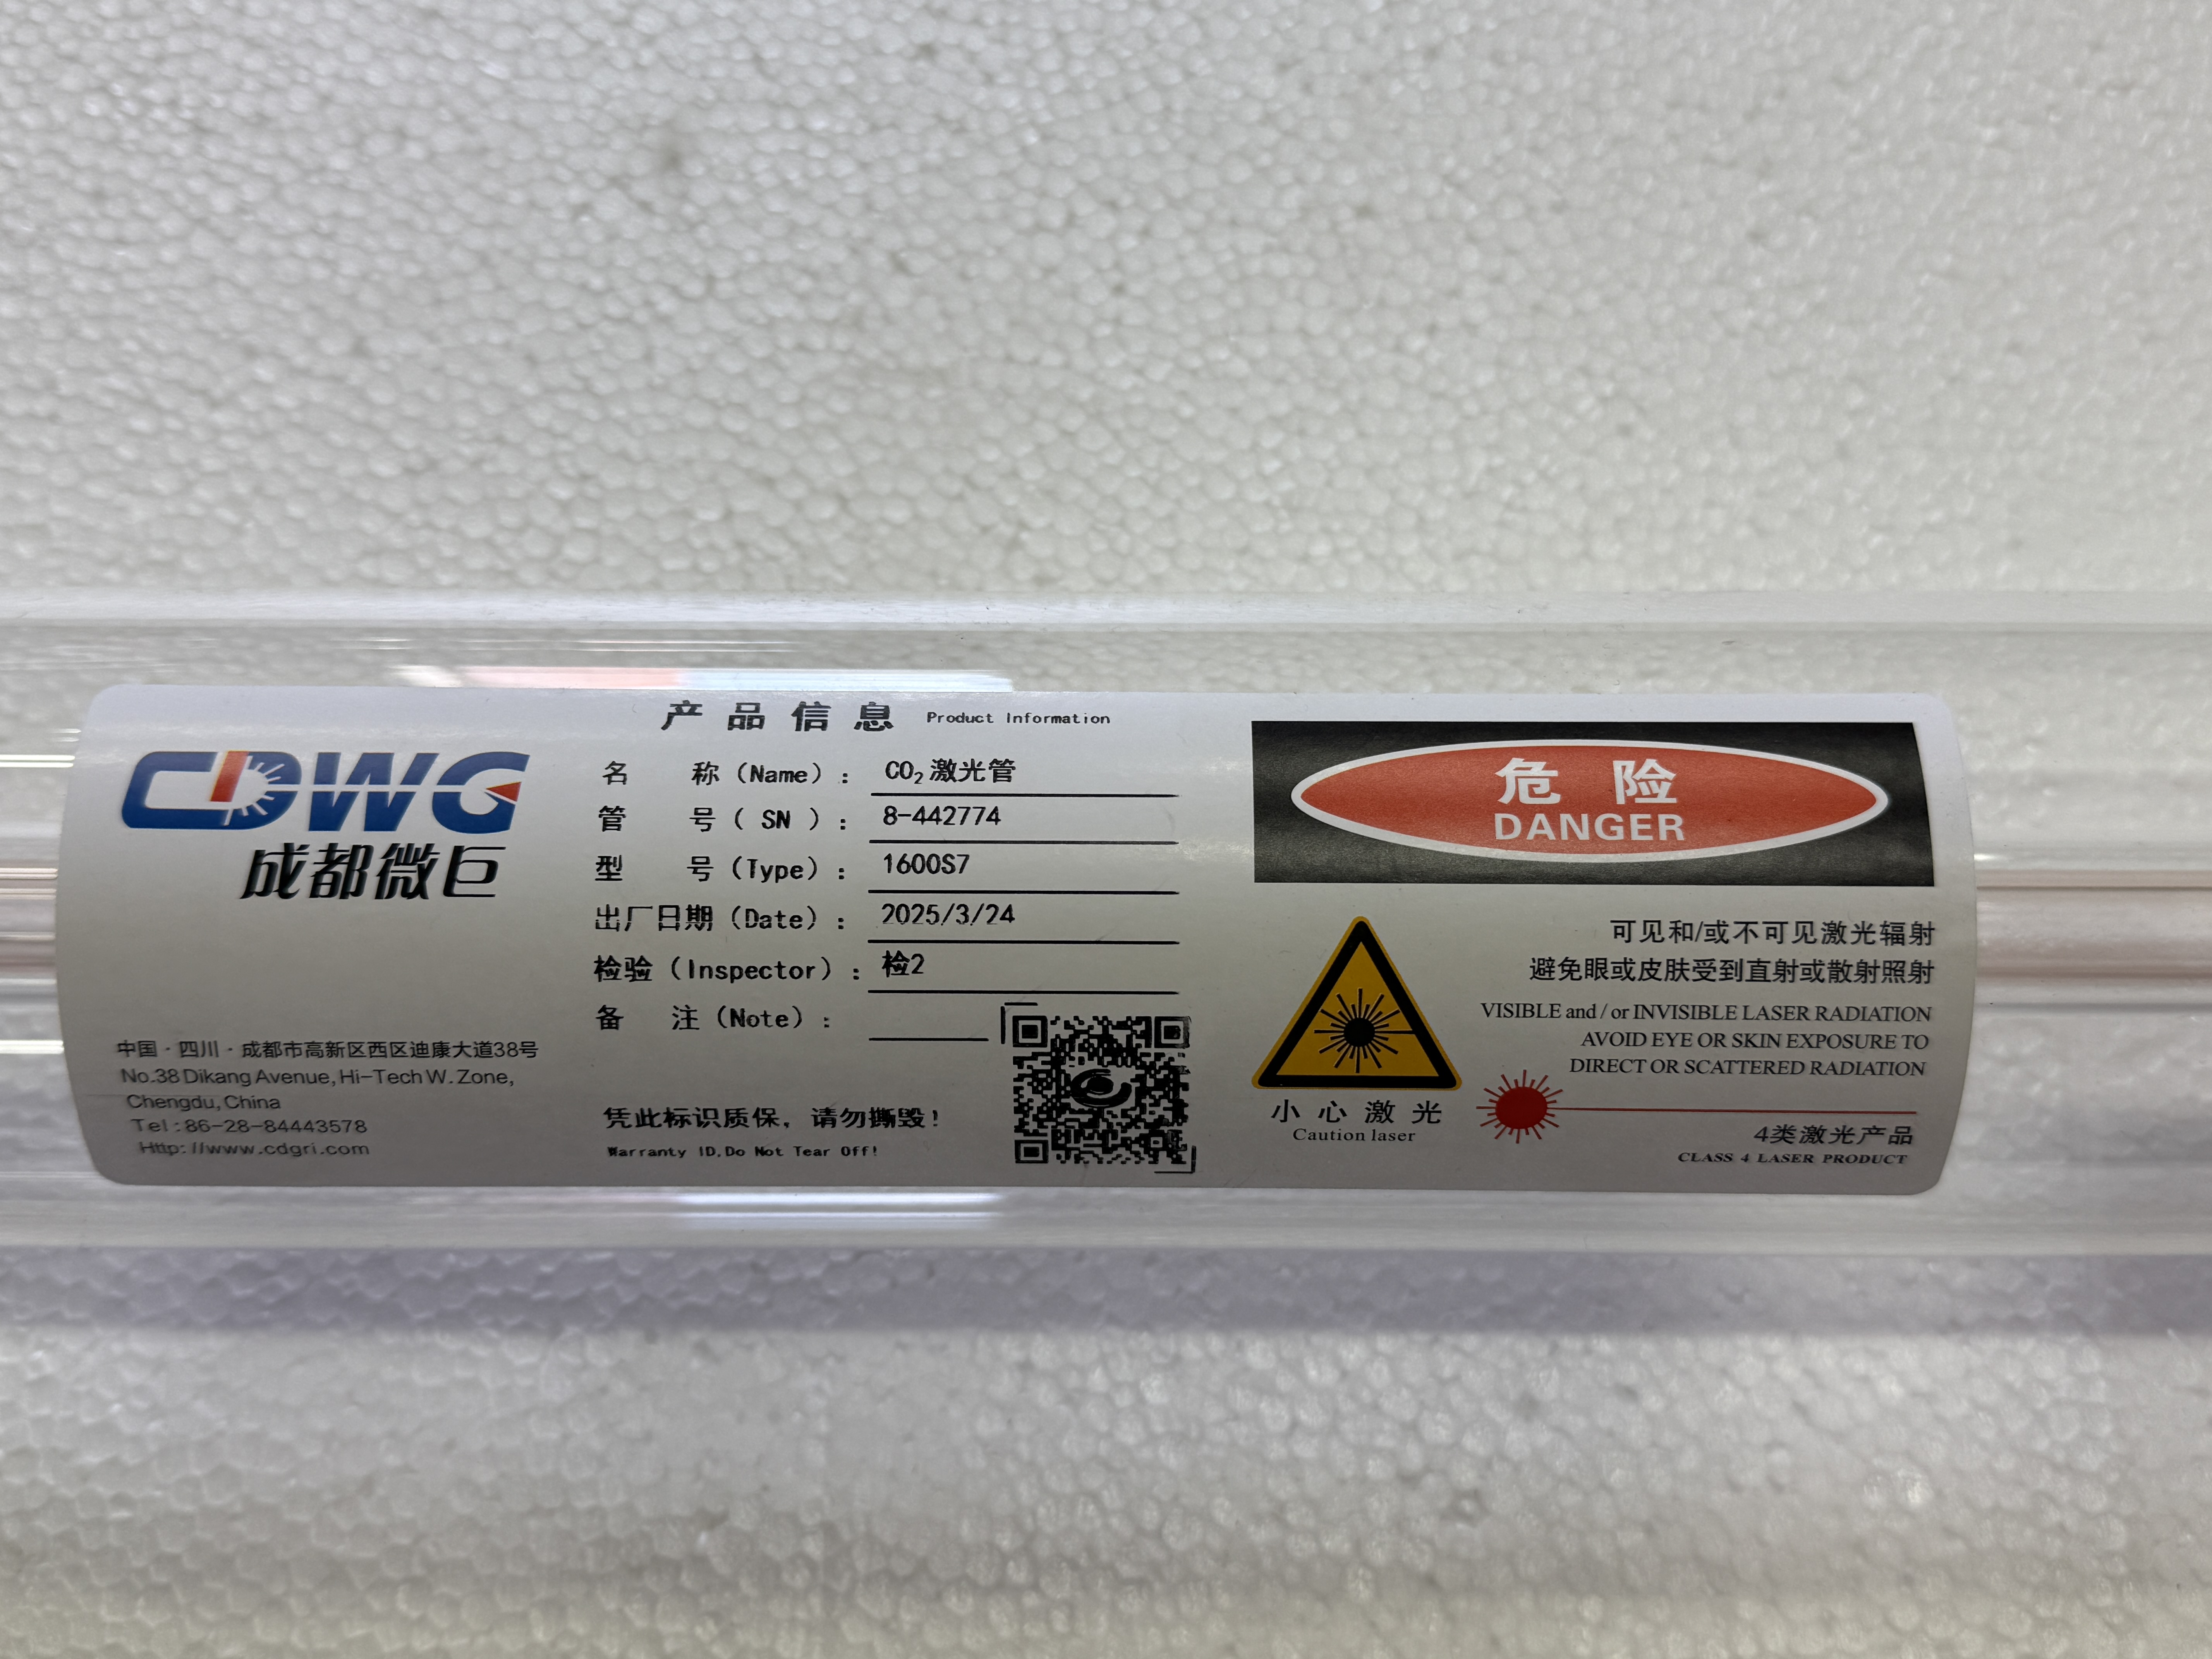 CDWG
成都微巨
中国·四川·成都市高新区西区迪康大道38号
No.38 Dikang Avenue, Hi-Tech W. Zone,
Chengdu, China
Tel:86-28-84443578
Http://www.cdgri.com
产品信息 Product Information
名 称（Name）： CO₂激光管
管 号（ SN ）： 8-442774
型 号（Type）： 1600S7
出厂日期（Date）： 2025/3/24
检验（Inspector）： 检2
备 注（Note）：
凭此标识质保，请勿撕毁！
Warranty ID,Do Not Tear Off!
危 险
DANGER
可见和/或不可见激光辐射
避免眼或皮肤受到直射或散射照射
VISIBLE and / or INVISIBLE LASER RADIATION
AVOID EYE OR SKIN EXPOSURE TO
DIRECT OR SCATTERED RADIATION
小心激光
Caution laser
4类激光产品
CLASS 4 LASER PRODUCT